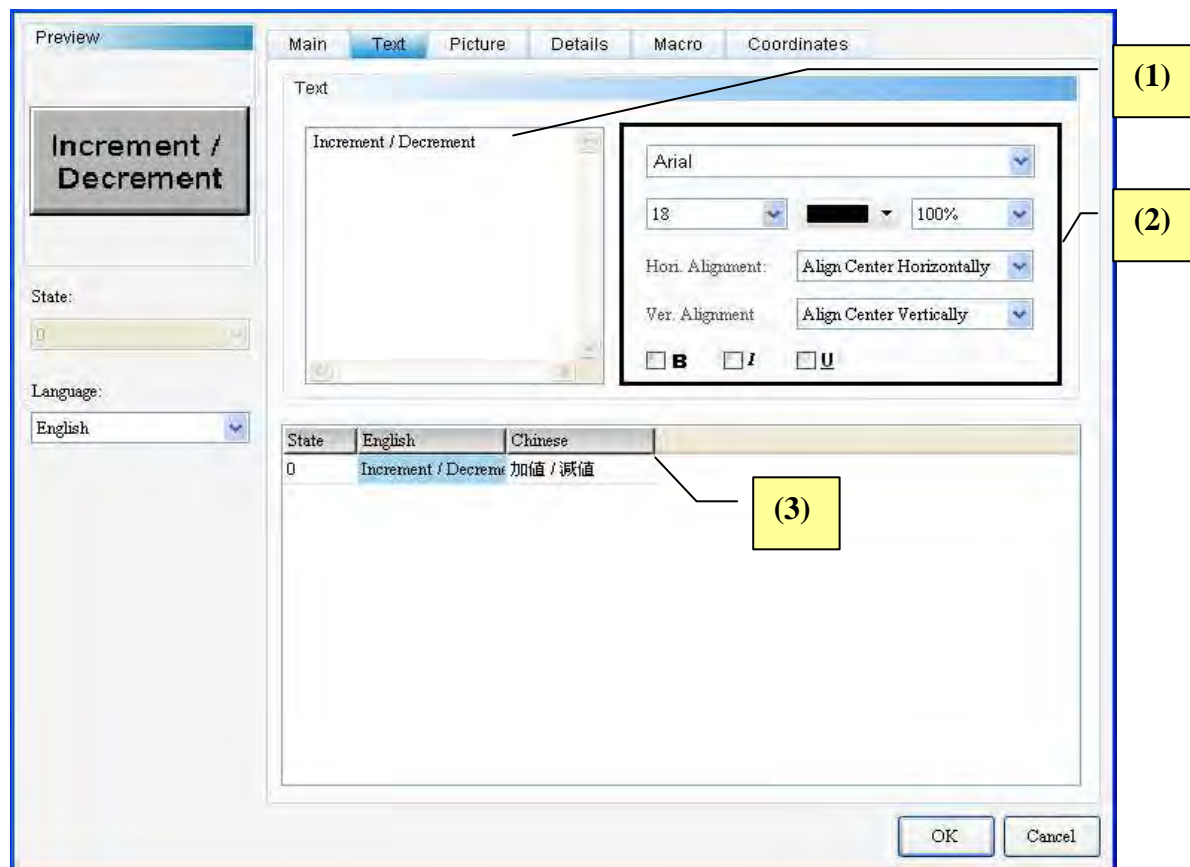 Preview
Increment /
Decrement
State:
0
Language:
English
Main Text Picture Details Macro Coordinates
Text
Increment / Decrement
Arial
18 100%
Hori. Alignment: Align Center Horizontally
Ver. Alignment Align Center Vertically
B I U
State English Chinese
0 Increment / Decreme 加值 / 減值
OK Cancel
(1)
(2)
(3)